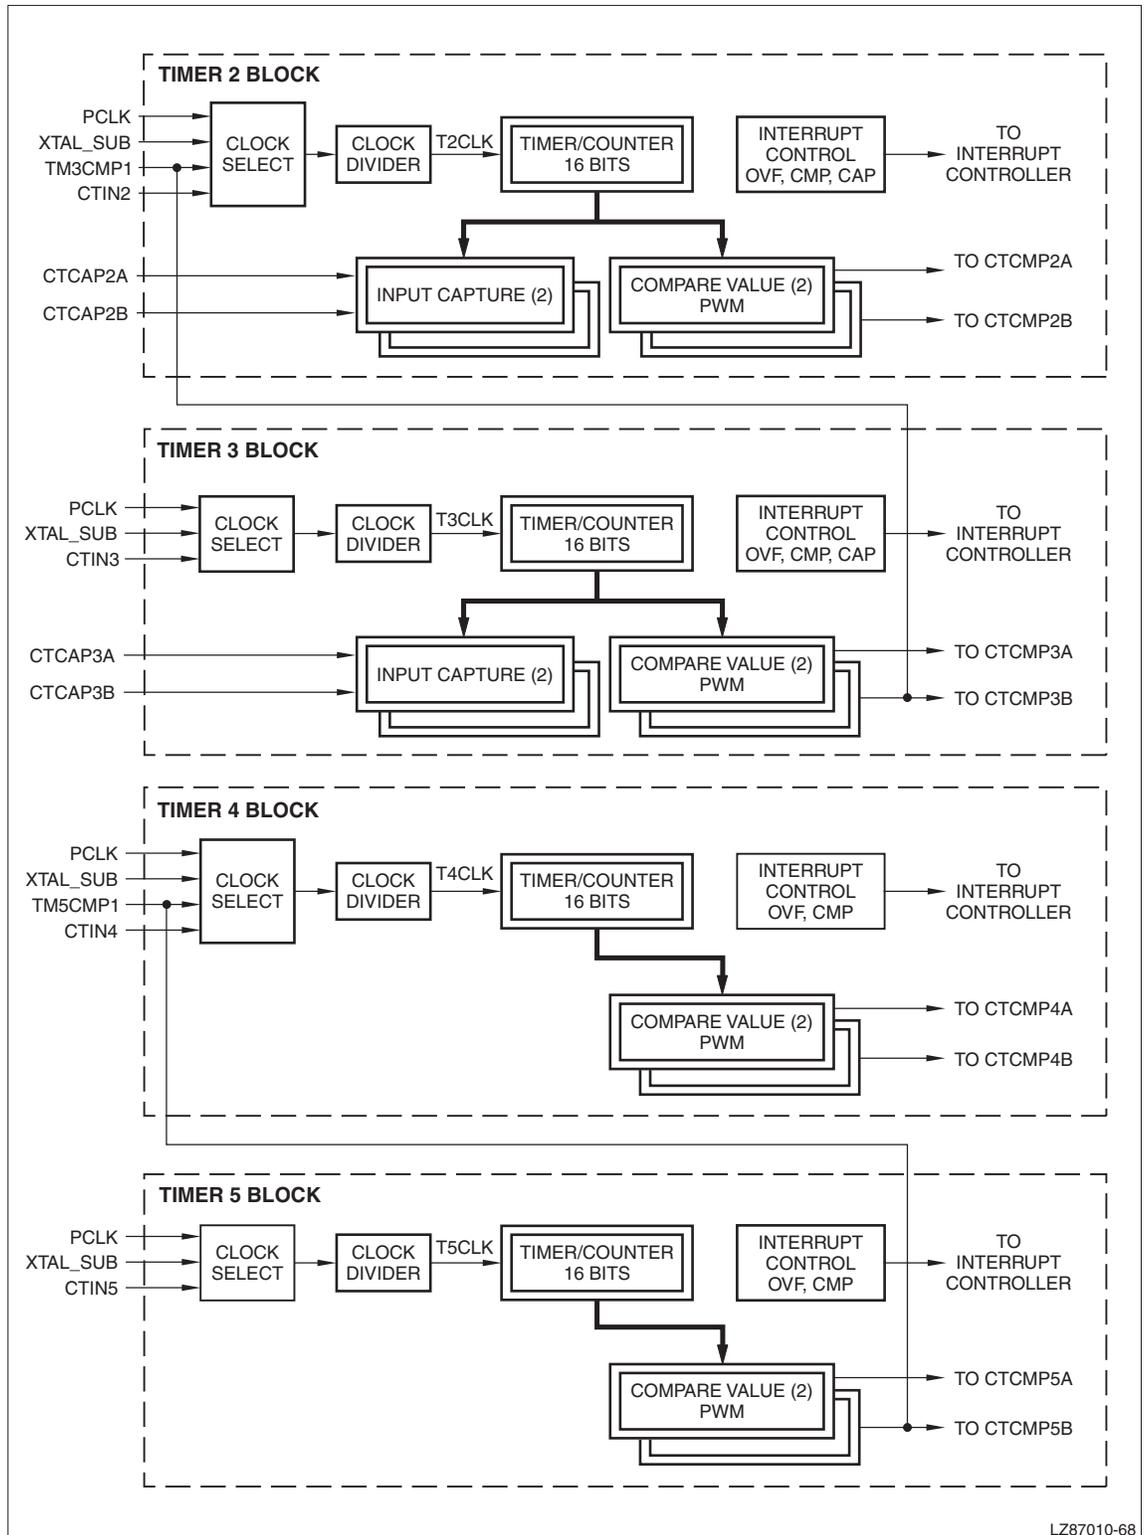 TIMER 2 BLOCK
PCLK
XTAL_SUB
TM3CMP1
CTIN2
CLOCK
SELECT
CLOCK
DIVIDER
T2CLK
TIMER/COUNTER
16 BITS
INTERRUPT
CONTROL
OVF, CMP, CAP
TO
INTERRUPT
CONTROLLER
CTCAP2A
CTCAP2B
INPUT CAPTURE (2)
COMPARE VALUE (2)
PWM
TO CTCMP2A
TO CTCMP2B
TIMER 3 BLOCK
PCLK
XTAL_SUB
CTIN3
CLOCK
SELECT
CLOCK
DIVIDER
T3CLK
TIMER/COUNTER
16 BITS
INTERRUPT
CONTROL
OVF, CMP, CAP
TO
INTERRUPT
CONTROLLER
CTCAP3A
CTCAP3B
INPUT CAPTURE (2)
COMPARE VALUE (2)
PWM
TO CTCMP3A
TO CTCMP3B
TIMER 4 BLOCK
PCLK
XTAL_SUB
TM5CMP1
CTIN4
CLOCK
SELECT
CLOCK
DIVIDER
T4CLK
TIMER/COUNTER
16 BITS
INTERRUPT
CONTROL
OVF, CMP
TO
INTERRUPT
CONTROLLER
COMPARE VALUE (2)
PWM
TO CTCMP4A
TO CTCMP4B
TIMER 5 BLOCK
PCLK
XTAL_SUB
CTIN5
CLOCK
SELECT
CLOCK
DIVIDER
T5CLK
TIMER/COUNTER
16 BITS
INTERRUPT
CONTROL
OVF, CMP
TO
INTERRUPT
CONTROLLER
COMPARE VALUE (2)
PWM
TO CTCMP5A
TO CTCMP5B
LZ87010-68